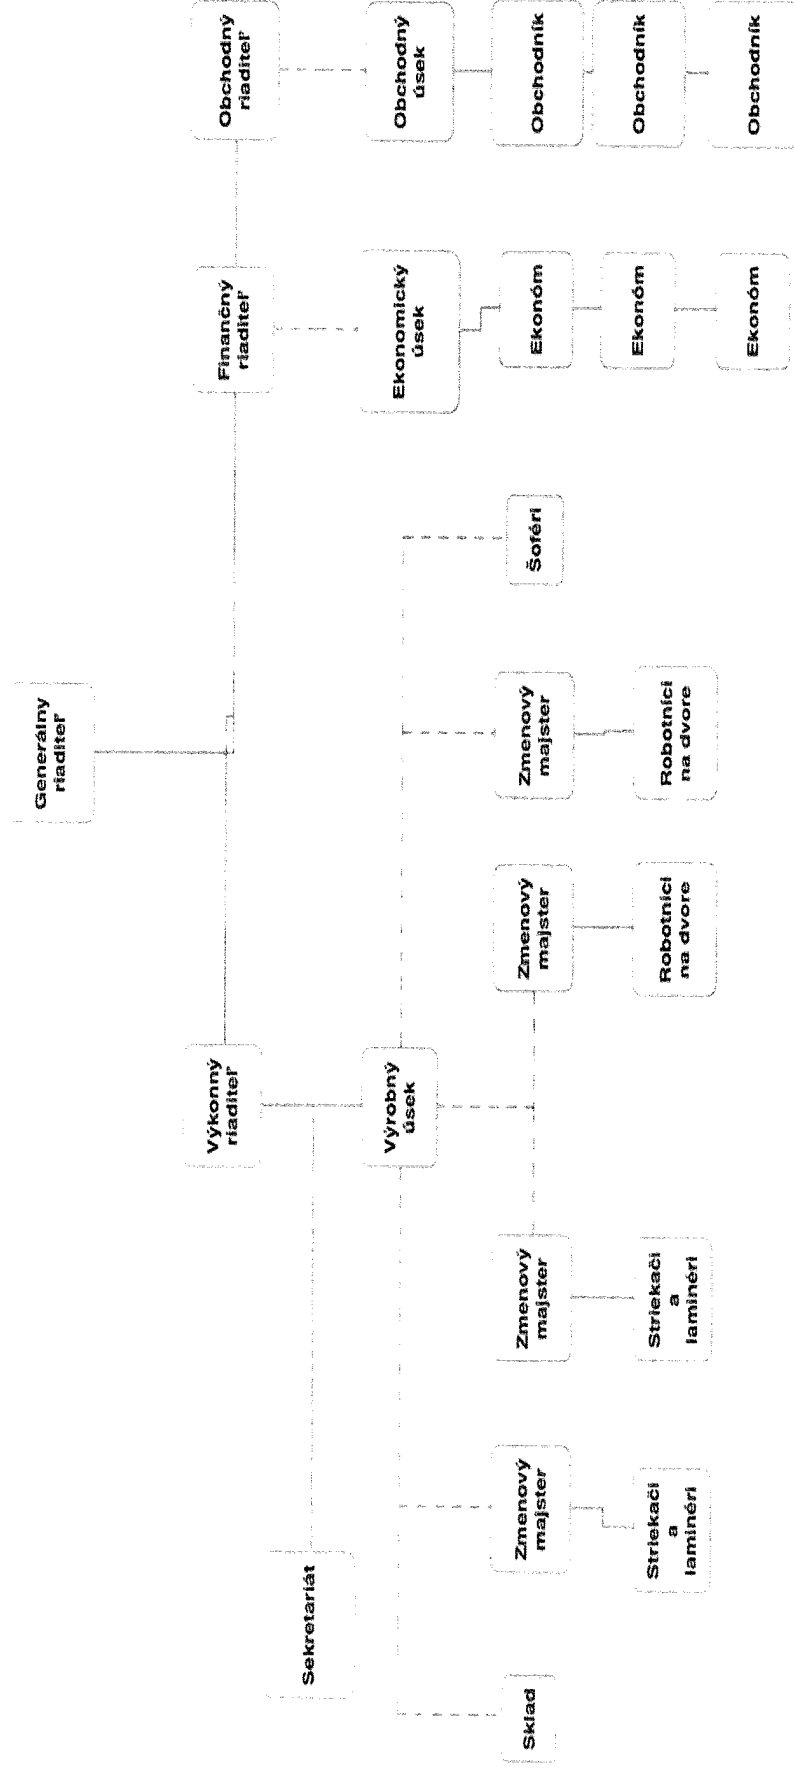 Generálny
riaditeľ
Výkonný
riaditeľ
Finančný
riaditeľ
Obchodný
riaditeľ
Sekretariát
Výrobný
úsek
Ekonomický
úsek
Obchodný
úsek
Sklad
Zmenový
majster
Zmenový
majster
Zmenový
majster
Zmenový
majster
Šoféri
Ekonóm
Obchodník
Striekači
a
laminéri
Striekači
a
laminéri
Robotníci
na dvore
Robotníci
na dvore
Ekonóm
Obchodník
Ekonóm
Obchodník